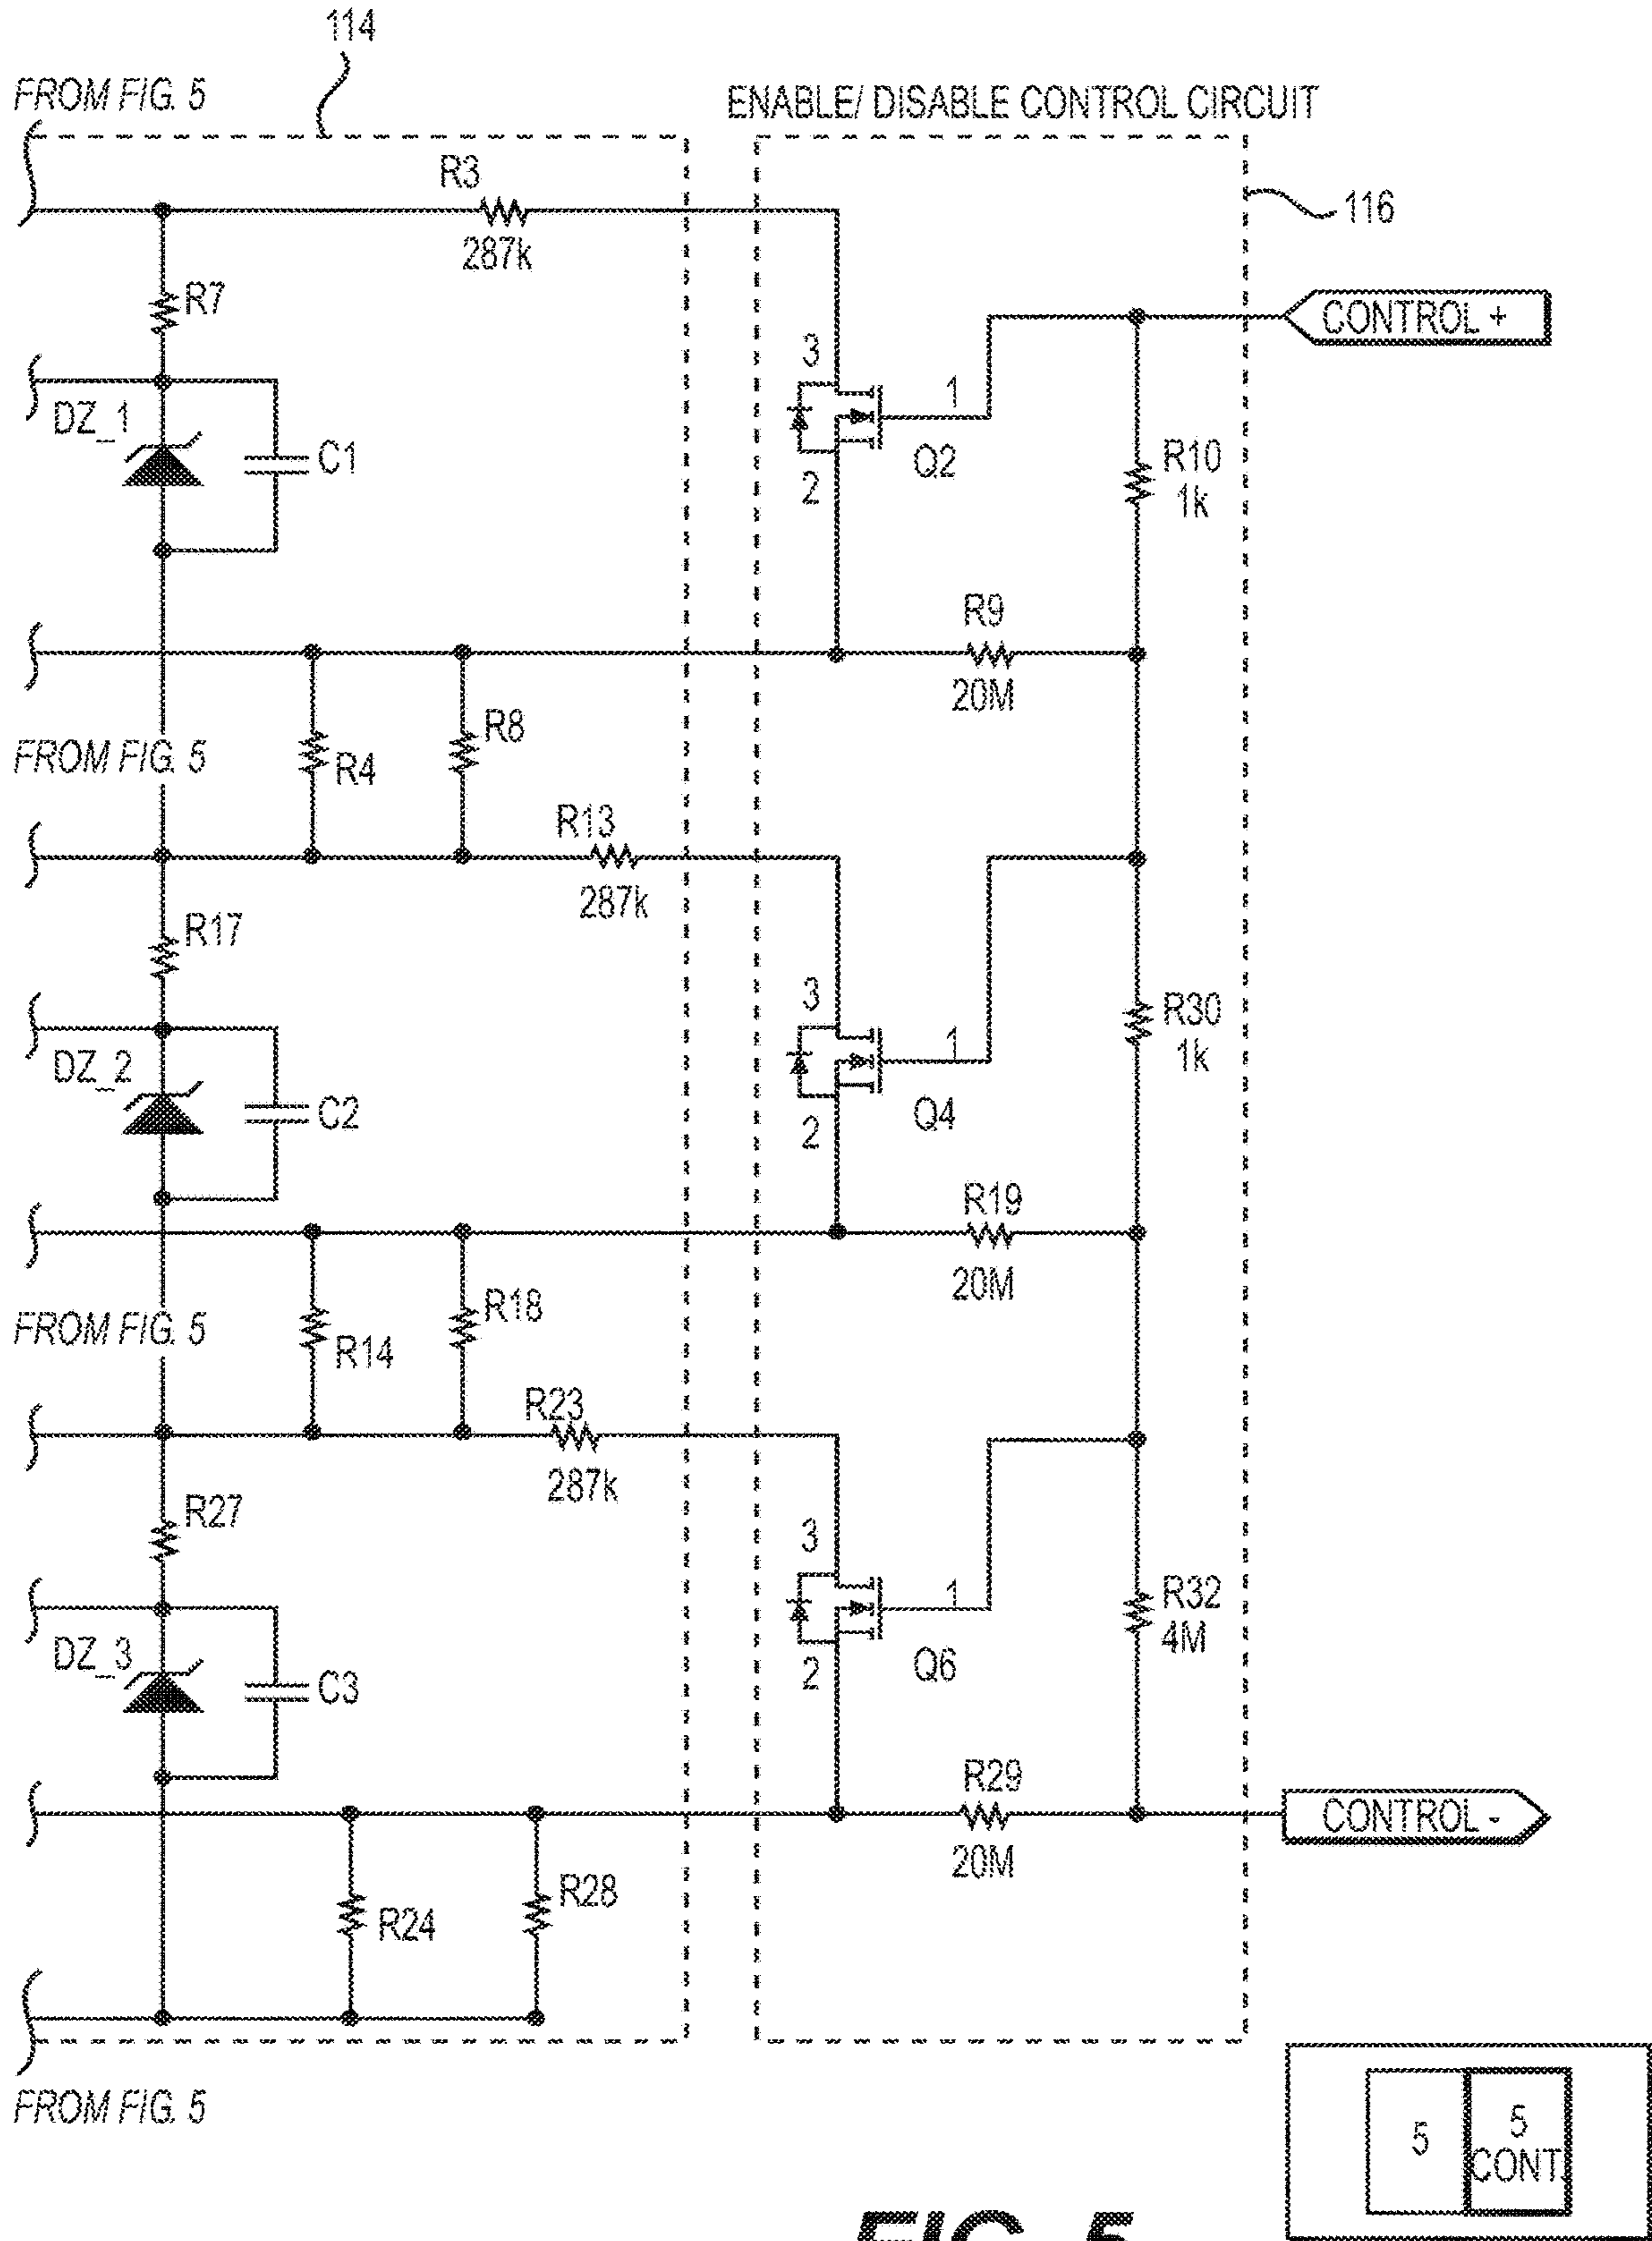 114
FROM FIG. 5
ENABLE/ DISABLE CONTROL CIRCUIT
R3
287k
116
R7
CONTROL +
3
1
DZ_1
C1
Q2
2
R10
1k
R9
20M
R8
FROM FIG. 5
R4
R13
287k
R17
3
R30
1k
1
DZ_2
C2
Q4
2
R19
20M
R18
FROM FIG. 5
R14
R23
287k
R27
3
R32
4M
1
DZ_3
C3
Q6
2
R29
CONTROL -
20M
R28
R24
FROM FIG. 5
5
5
CONT.
FIG. 5